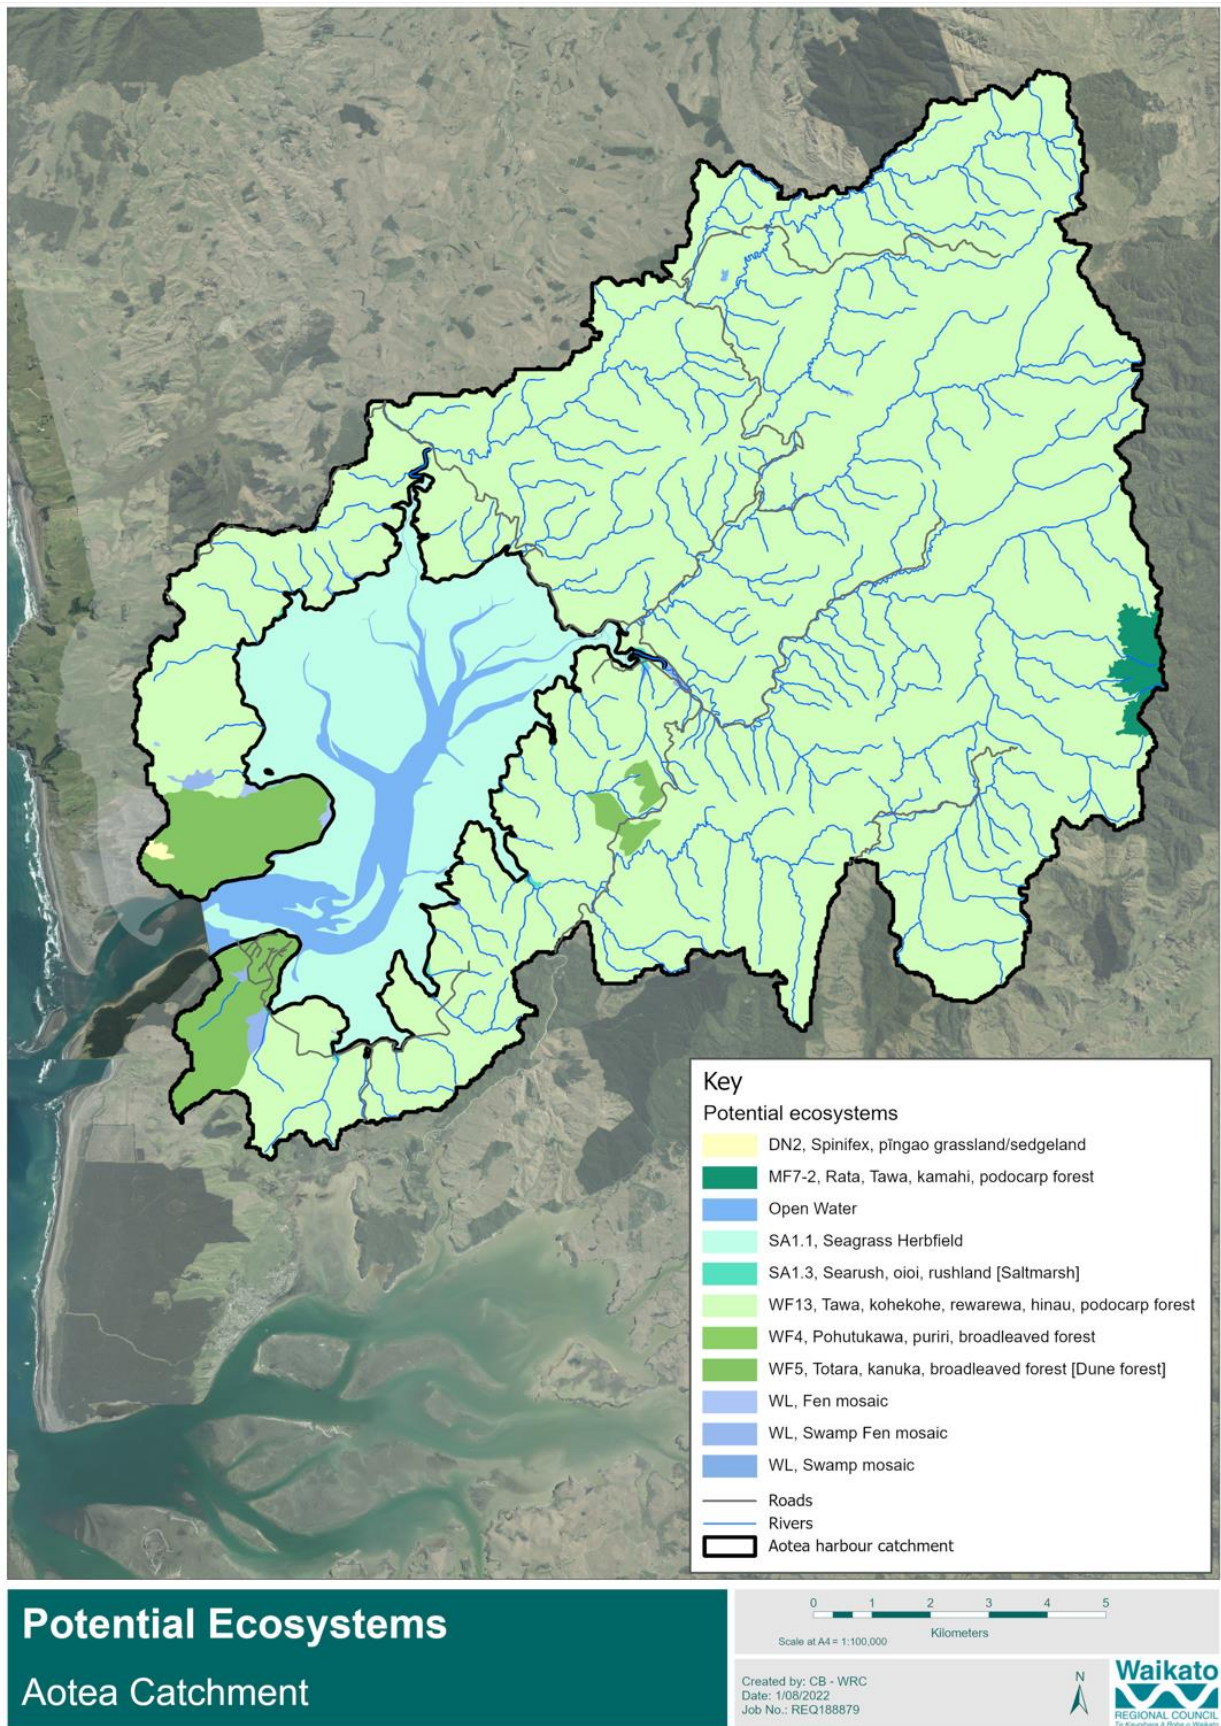 Key
Potential ecosystems
DN2, Spinifex, pīngao grassland/sedgeland
MF7-2, Rata, Tawa, kamahi, podocarp forest
Open Water
SA1.1, Seagrass Herbfield
SA1.3, Searush, oioi, rushland [Saltmarsh]
WF13, Tawa, kohekohe, rewarewa, hinau, podocarp forest
WF4, Pohutukawa, puriri, broadleaved forest
WF5, Totara, kanuka, broadleaved forest [Dune forest]
WL, Fen mosaic
WL, Swamp Fen mosaic
WL, Swamp mosaic
Roads
Rivers
Aotea harbour catchment
Potential Ecosystems
Aotea Catchment
0 1 2 3 4 5
Kilometers
Scale at A4 = 1:100,000
Created by: CB - WRC
Date: 1/08/2022
Job No.: REQ188879
N
Waikato
REGIONAL COUNCIL
Te Kaunihera ā Rohe o Waikato